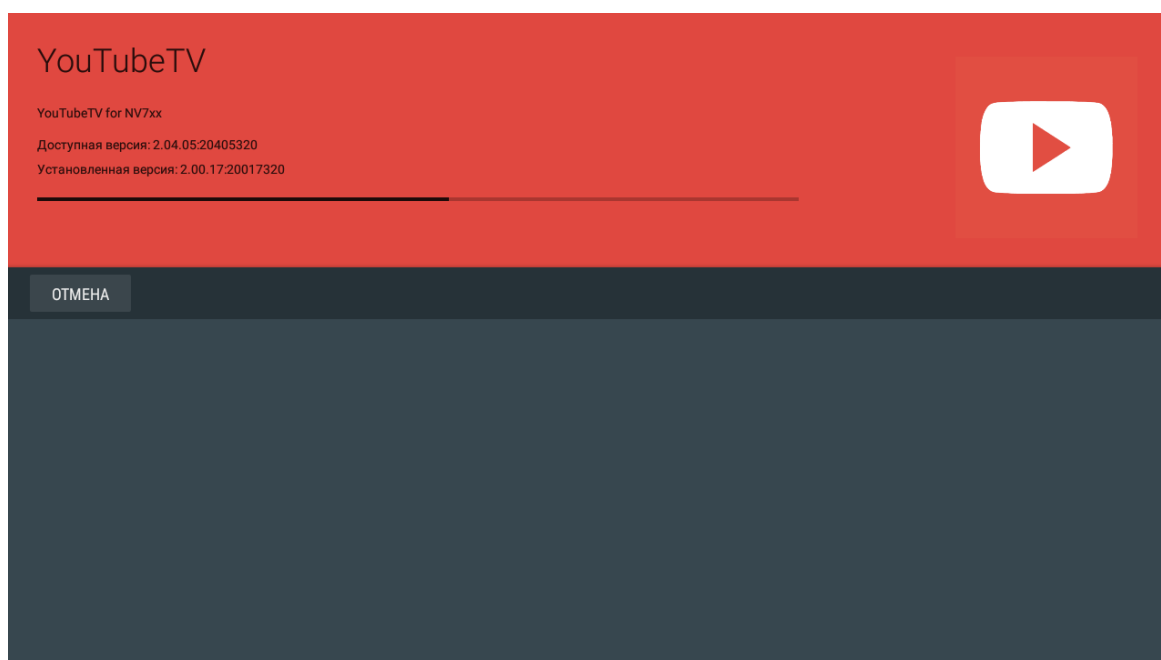 YouTubeTV
YouTubeTV for NV7xx
Доступная версия: 2.04.05:20405320
Установленная версия: 2.00.17:20017320
ОТМЕНА